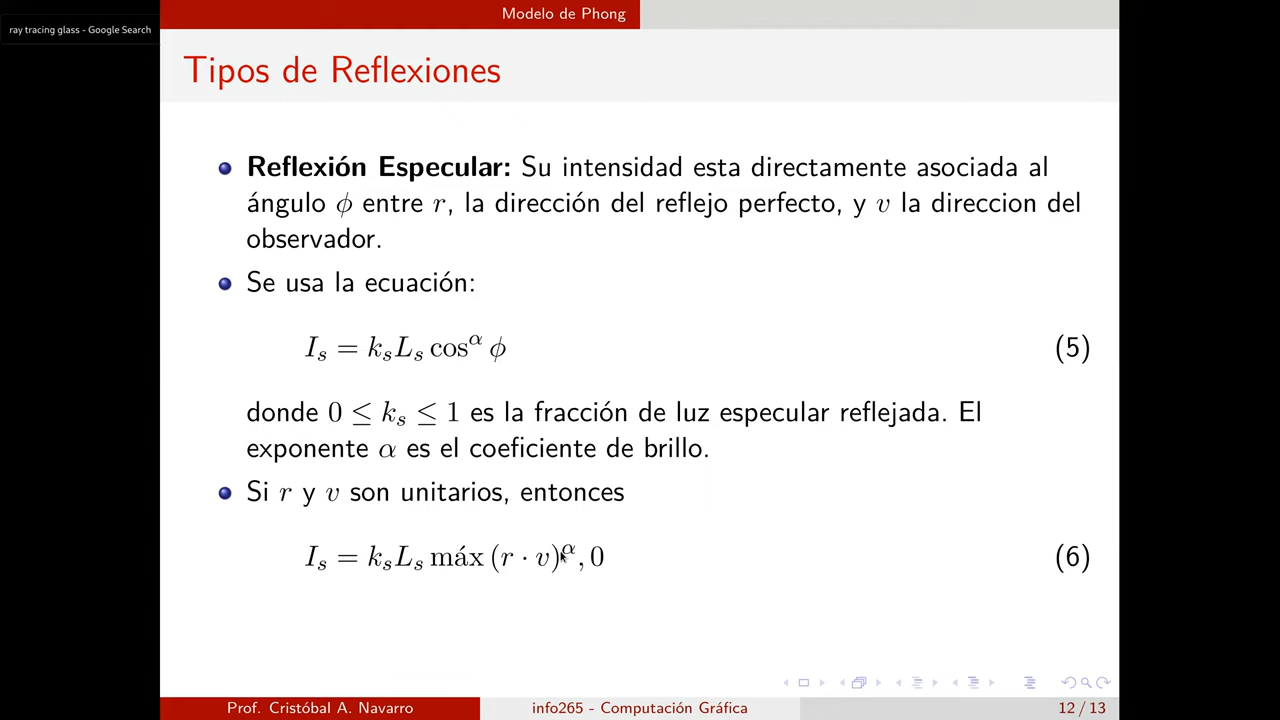 ray tracing glass - Google Search
Modelo de Phong
Tipos de Reflexiones
Reflexión Especular: Su intensidad esta directamente asociada al
ángulo ϕ entre r, la dirección del reflejo perfecto, y v la direccion del
observador.
Se usa la ecuación:
I_s = k_s L_s cos^α ϕ (5)
donde 0 ≤ k_s ≤ 1 es la fracción de luz especular reflejada. El
exponente α es el coeficiente de brillo.
Si r y v son unitarios, entonces
I_s = k_s L_s máx (r · v)^α, 0 (6)
Prof. Cristóbal A. Navarro
info265 - Computación Gráfica
12 / 13